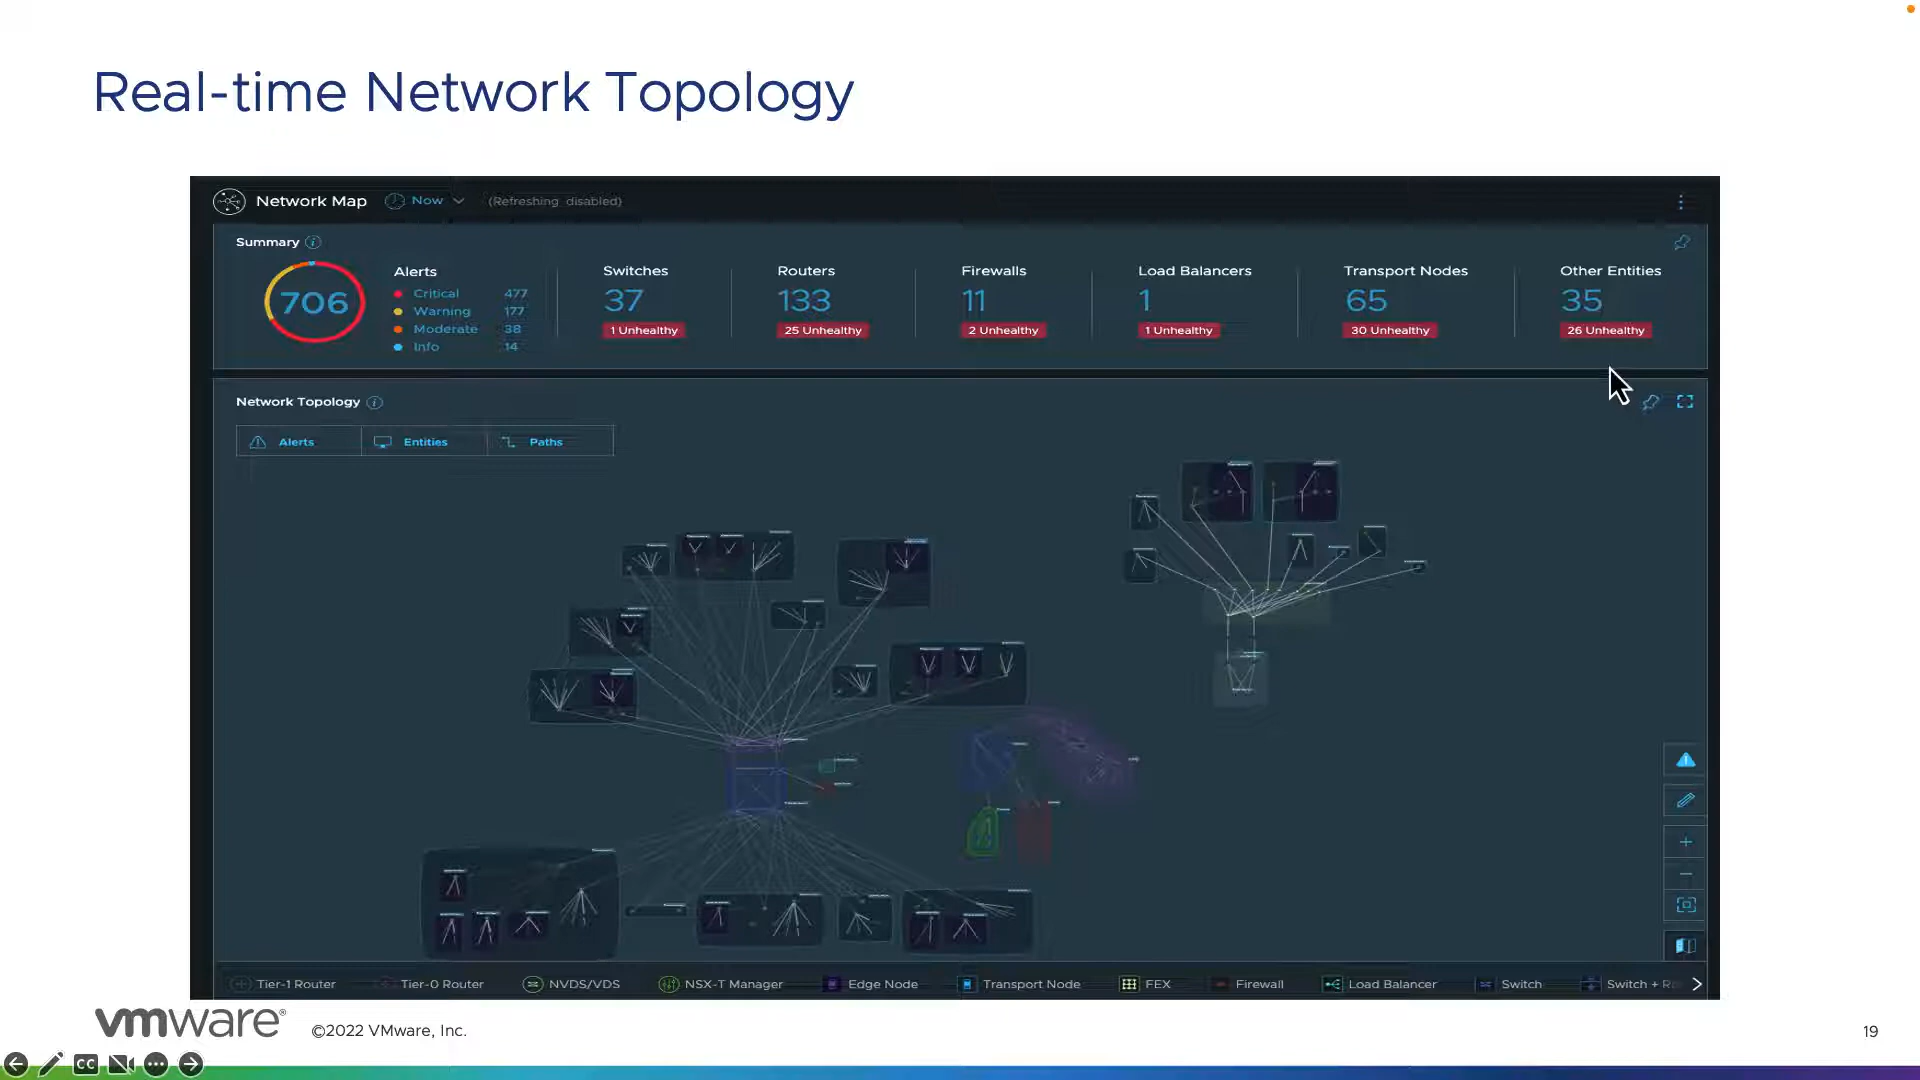 Real-time Network Topology
Network Map Now (Refreshing disabled)
Summary
706
Alerts
Critical 477
Warning 177
Moderate 38
Info 14
Switches
37
1 Unhealthy
Routers
133
25 Unhealthy
Firewalls
11
2 Unhealthy
Load Balancers
1
1 Unhealthy
Transport Nodes
65
30 Unhealthy
Other Entities
35
26 Unhealthy
Network Topology
Alerts Entities Paths
Tier-1 Router Tier-0 Router NVDS/VDS NSX-T Manager Edge Node Transport Node FEX Firewall Load Balancer Switch Switch +
vmware® ©2022 VMware, Inc.
19
CC